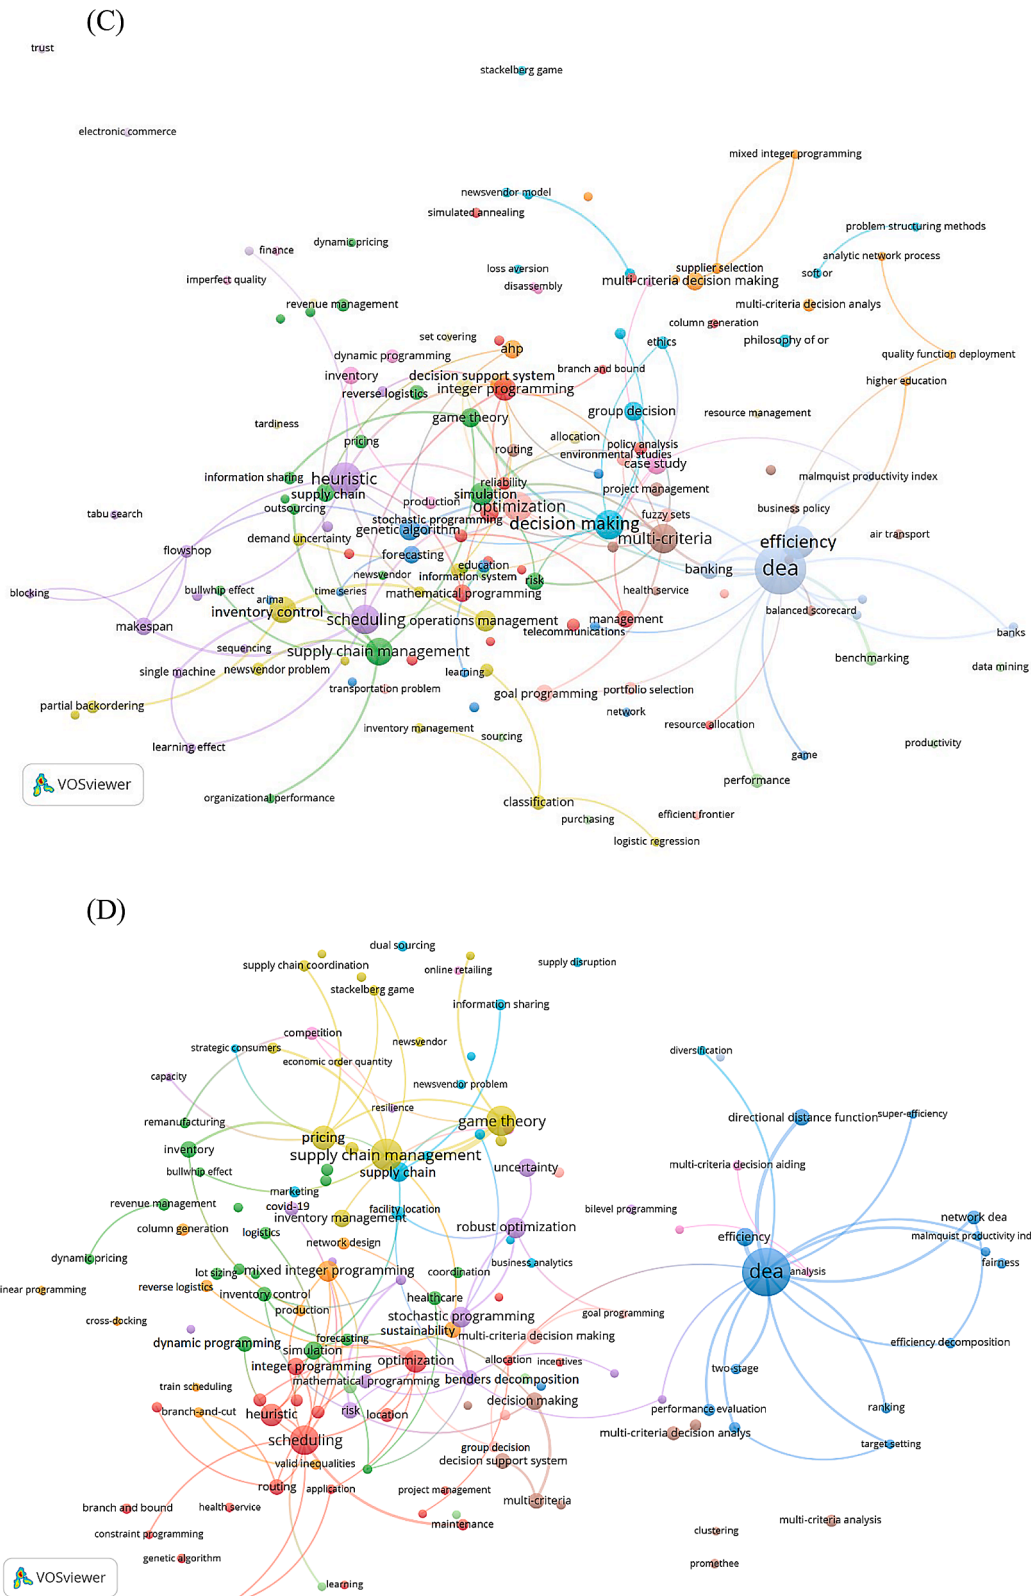 (C)
trust
stackelberg game
electronic commerce
mixed integer programming
newsvendor model
simulated annealing
problem structuring methods
dynamic pricing
finance
analytic network process
loss aversion
supplier selection
soft or
imperfect quality
multi-criteria decision making
disassembly
revenue management
multi-criteria decision analys
column generation
set covering
ethics
philosophy of or
ahp
dynamic programming
quality function deployment
branch and bound
inventory
decision support system
higher education
integer programming
reverse logistics
group decision
resource management
game theory
tardiness
allocation
pricing
policy analysis
routing
environmental studies
case study
information sharing
heuristic
malmquist productivity index
reliability
project management
supply chain
simulation
production
outsourcing
optimization
business policy
tabu search
stochastic programming
fuzzy sets
decision making
genetic algorithm
air transport
demand uncertainty
multi-criteria
efficiency
flowshop
forecasting
education
banking
dea
newsvendor
information system
risk
blocking
bullwhip effect
time series
mathematical programming
health service
arima
inventory control
balanced scorecard
makespan
scheduling
operations management
management
telecommunications
banks
sequencing
supply chain management
benchmarking
data mining
single machine
newsvendor problem
learning
transportation problem
goal programming
portfolio selection
partial backordering
network
inventory management
resource allocation
sourcing
learning effect
productivity
game
performance
VOSviewer
organizational performance
classification
purchasing
efficient frontier
logistic regression
(D)
dual sourcing
supply chain coordination
online retailing
supply disruption
stackelberg game
information sharing
competition
newsvendor
strategic consumers
diversification
economic order quantity
capacity
newsvendor problem
resilience
remanufacturing
game theory
directional distance function
super-efficiency
pricing
inventory
supply chain management
multi-criteria decision aiding
uncertainty
bullwhip effect
supply chain
marketing
revenue management
covid-19
facility location
bilevel programming
inventory management
network dea
column generation
robust optimization
logistics
efficiency
malmquist productivity ind
network design
dynamic pricing
business analytics
fairness
lot sizing
mixed integer programming
coordination
dea
analysis
inear programming
reverse logistics
inventory control
healthcare
production
cross-docking
stochastic programming
goal programming
sustainability
multi-criteria decision making
dynamic programming
forecasting
efficiency decomposition
simulation
optimization
allocation
incentives
integer programming
two-stage
mathematical programming
benders decomposition
train scheduling
decision making
branch-and-cut
heuristic
risk
location
performance evaluation
ranking
scheduling
multi-criteria decision analys
target setting
group decision
valid inequalities
decision support system
routing
application
project management
multi-criteria
branch and bound
health service
maintenance
multi-criteria analysis
constraint programming
clustering
genetic algorithm
promethee
VOSviewer
learning